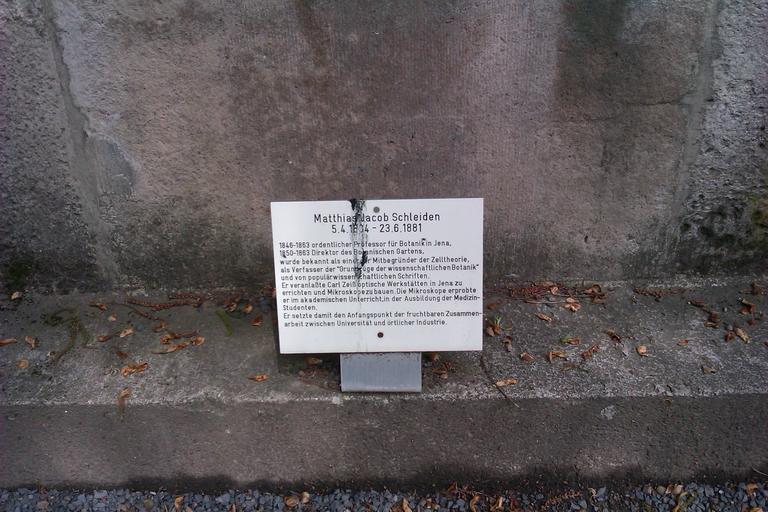 Matthias Jacob Schleiden
5.4.1804 - 23.6.1881
1846-1863 ordentlicher Professor für Botanik in Jena,
1850-1863 Direktor des Botanischen Gartens,
wurde bekannt als einer der Mitbegründer der Zelltheorie,
als Verfasser der "Grundzüge der wissenschaftlichen Botanik"
und von populärwissenschaftlichen Schriften.
Er veranlaßte Carl Zeiß optische Werkstätten in Jena zu
errichten und Mikroskope zu bauen. Die Mikroskope erprobte
er im akademischen Unterricht, in der Ausbildung der Medizin-
Studenten.
Er setzte damit den Anfangspunkt der fruchtbaren Zusammen-
arbeit zwischen Universität und örtlicher Industrie.